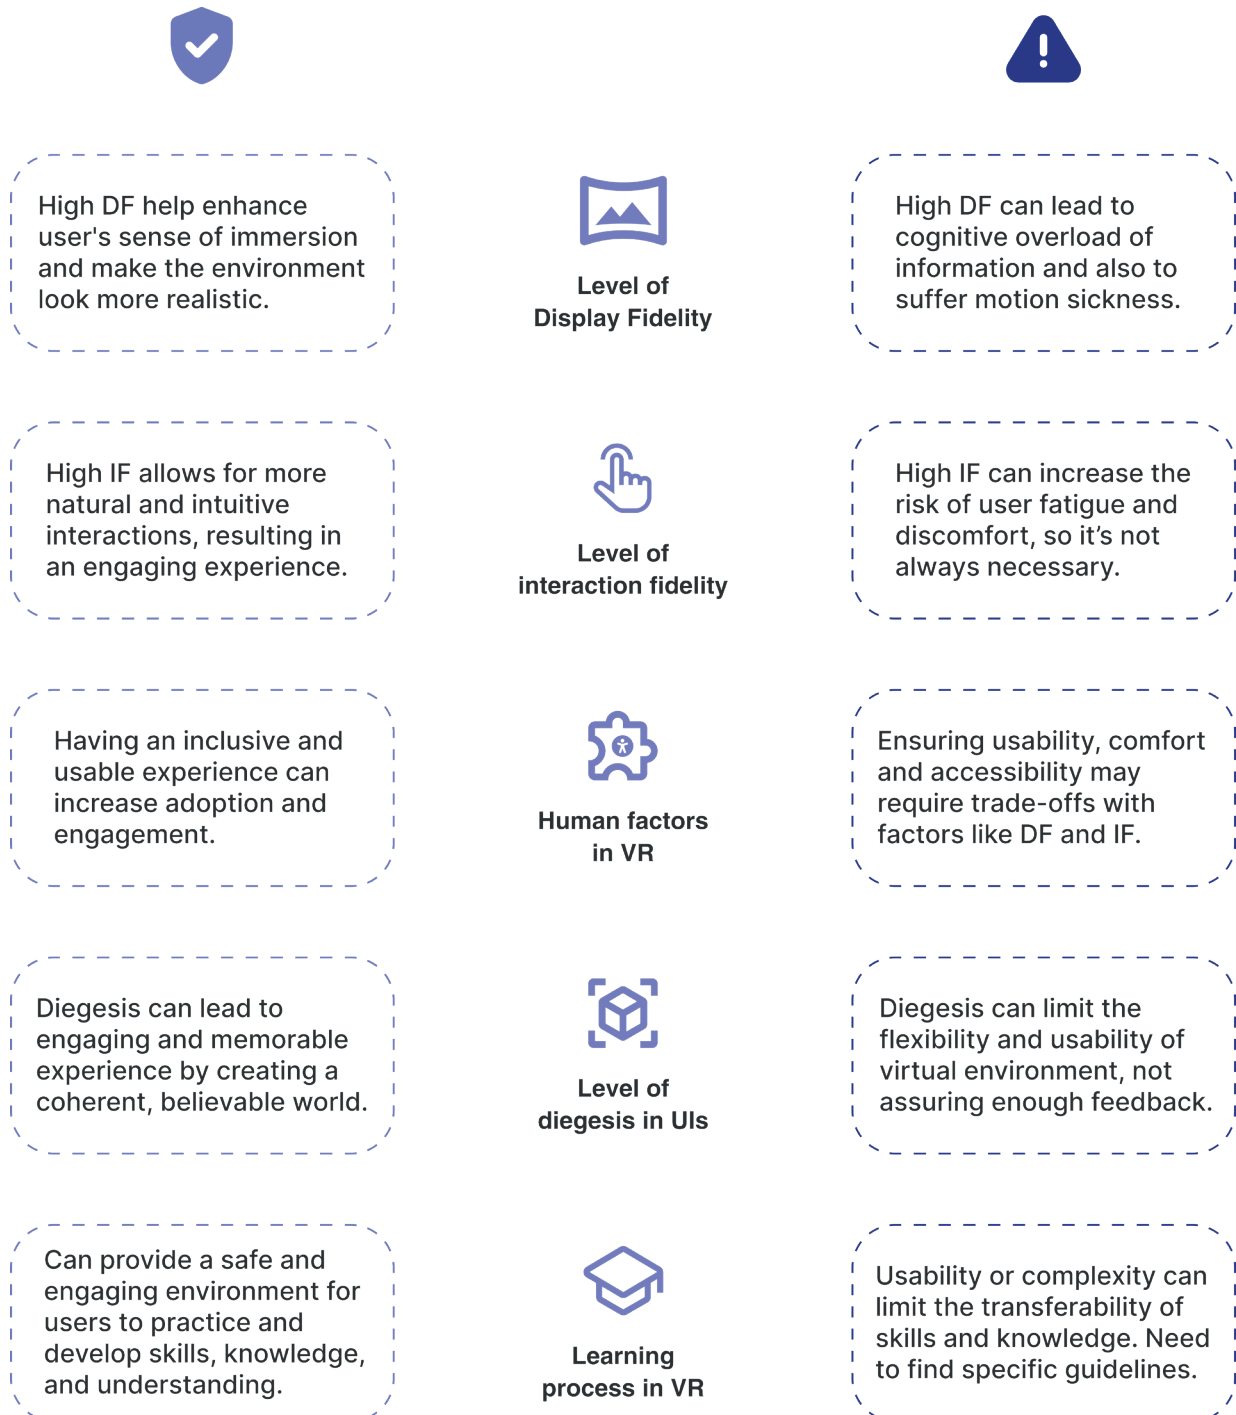 High DF help enhance
user's sense of immersion
and make the environment
look more realistic.
Level of
Display Fidelity
High DF can lead to
cognitive overload of
information and also to
suffer motion sickness.
High IF allows for more
natural and intuitive
interactions, resulting in
an engaging experience.
Level of
interaction fidelity
High IF can increase the
risk of user fatigue and
discomfort, so it’s not
always necessary.
Having an inclusive and
usable experience can
increase adoption and
engagement.
Human factors
in VR
Ensuring usability, comfort
and accessibility may
require trade-offs with
factors like DF and IF.
Diegesis can lead to
engaging and memorable
experience by creating a
coherent, believable world.
Level of
diegesis in UIs
Diegesis can limit the
flexibility and usability of
virtual environment, not
assuring enough feedback.
Can provide a safe and
engaging environment for
users to practice and
develop skills, knowledge,
and understanding.
Learning
process in VR
Usability or complexity can
limit the transferability of
skills and knowledge. Need
to find specific guidelines.